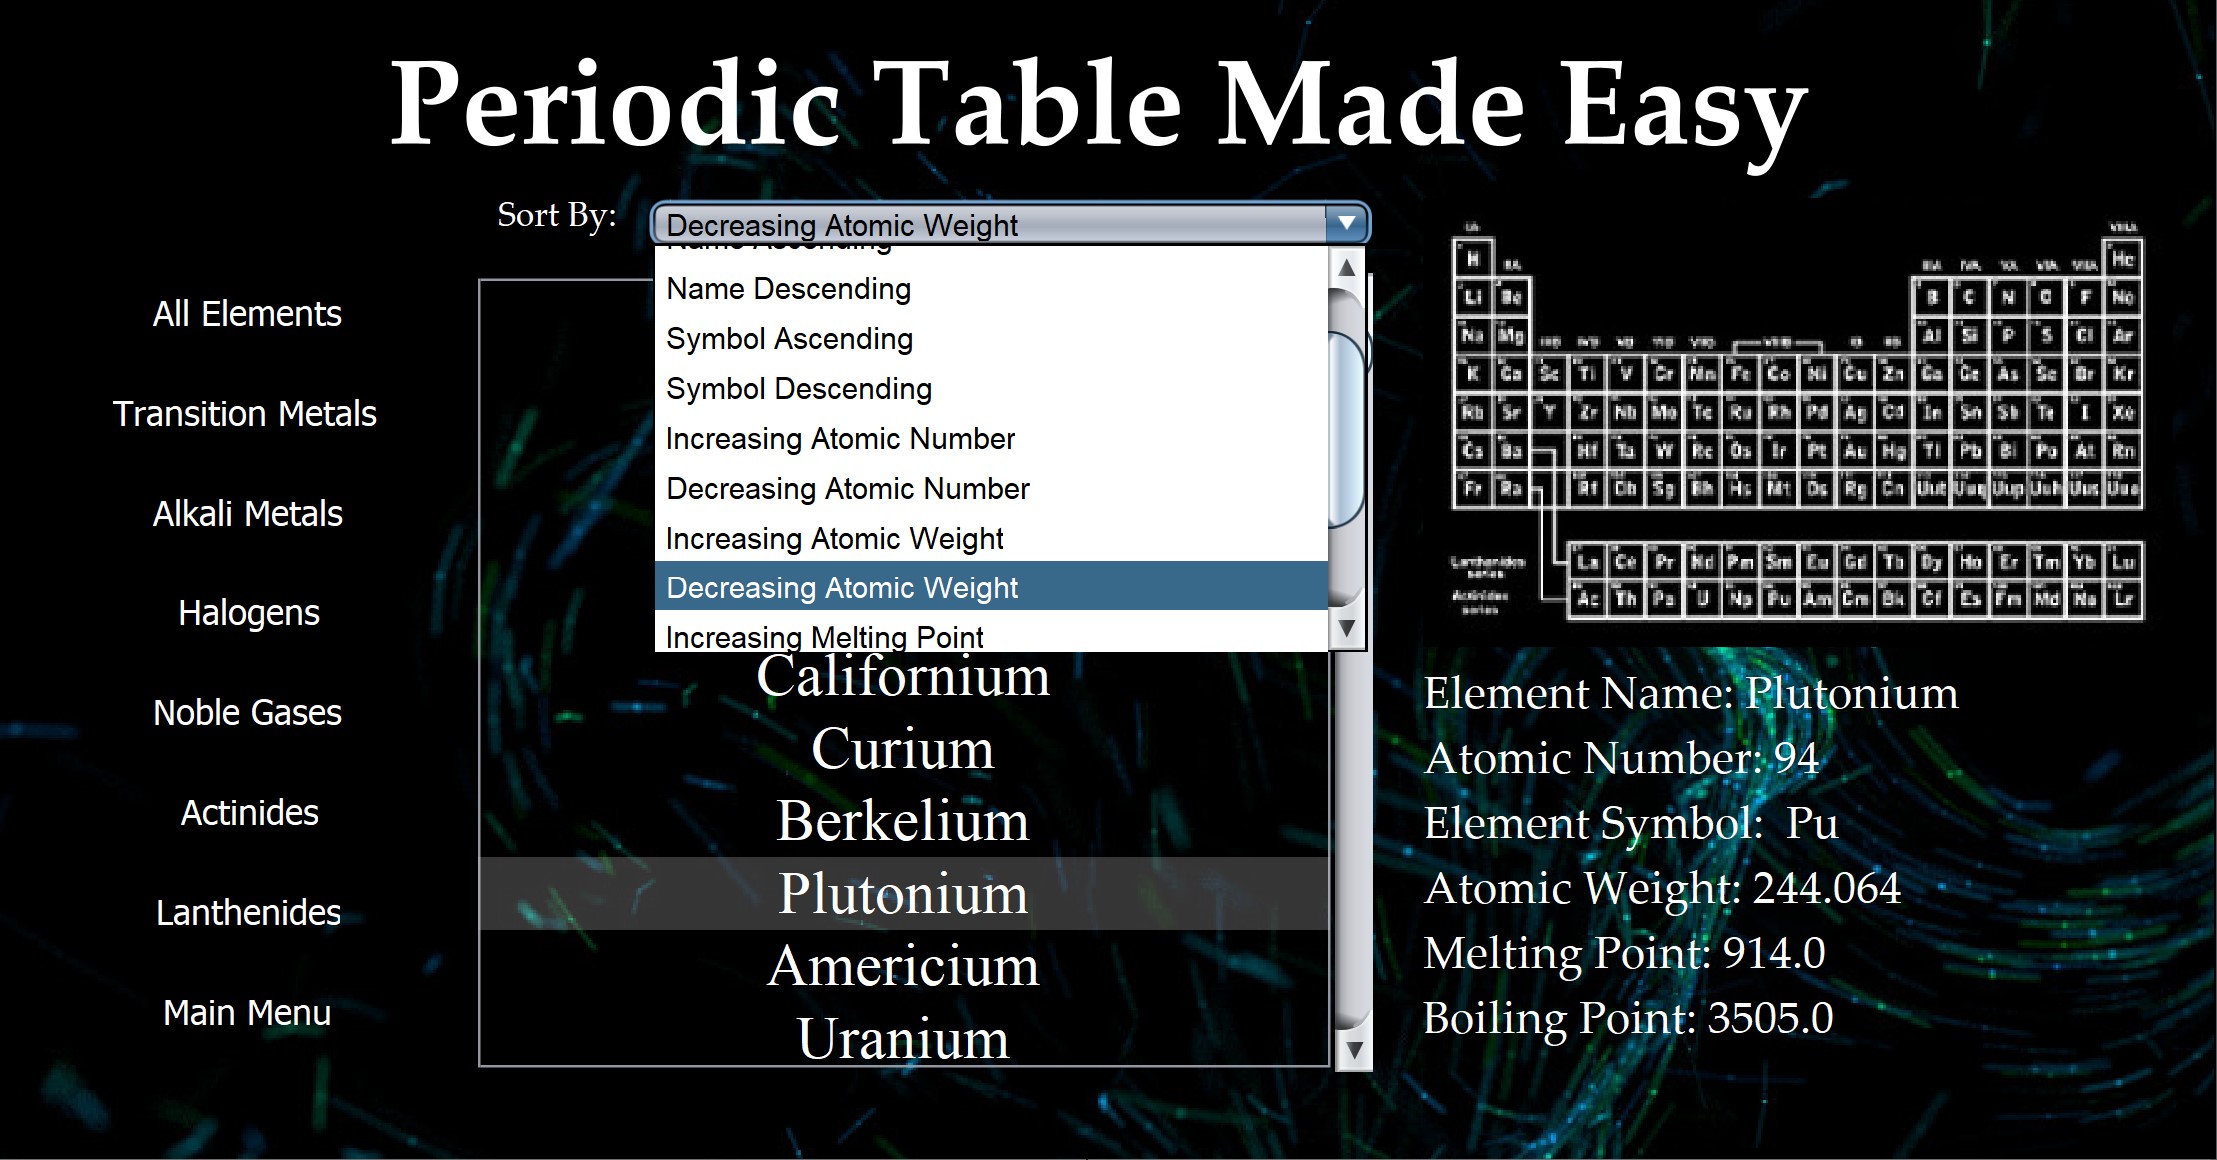 Periodic Table Made Easy
Sort By:
Decreasing Atomic Weight
Name Ascending
Name Descending
Symbol Ascending
Symbol Descending
Increasing Atomic Number
Decreasing Atomic Number
Increasing Atomic Weight
Decreasing Atomic Weight
Increasing Melting Point
All Elements
Transition Metals
Alkali Metals
Halogens
Noble Gases
Actinides
Lanthenides
Main Menu
Californium
Curium
Berkelium
Plutonium
Americium
Uranium
H He
Li Be B C N O F Ne
Na Mg Al Si P S Cl Ar
K Ca Sc Ti V Cr Mn Fe Co Ni Cu Zn Ga Ge As Se Br Kr
Rb Sr Y Zr Nb Mo Tc Ru Rh Pd Ag Cd In Sn Sb Te I Xe
Cs Ba Hf Ta W Re Os Ir Pt Au Hg Tl Pb Bi Po At Rn
Fr Ra Rf Db Sg Bh Hs Mt Ds Rg Cn Uut Uuq Uup Uuh Uus Uuo
Lanthenides
series
La Ce Pr Nd Pm Sm Eu Gd Tb Dy Ho Er Tm Yb Lu
Actinides
series
Ac Th Pa U Np Pu Am Cm Bk Cf Es Fm Md No Lr
Element Name: Plutonium
Atomic Number: 94
Element Symbol: Pu
Atomic Weight: 244.064
Melting Point: 914.0
Boiling Point: 3505.0